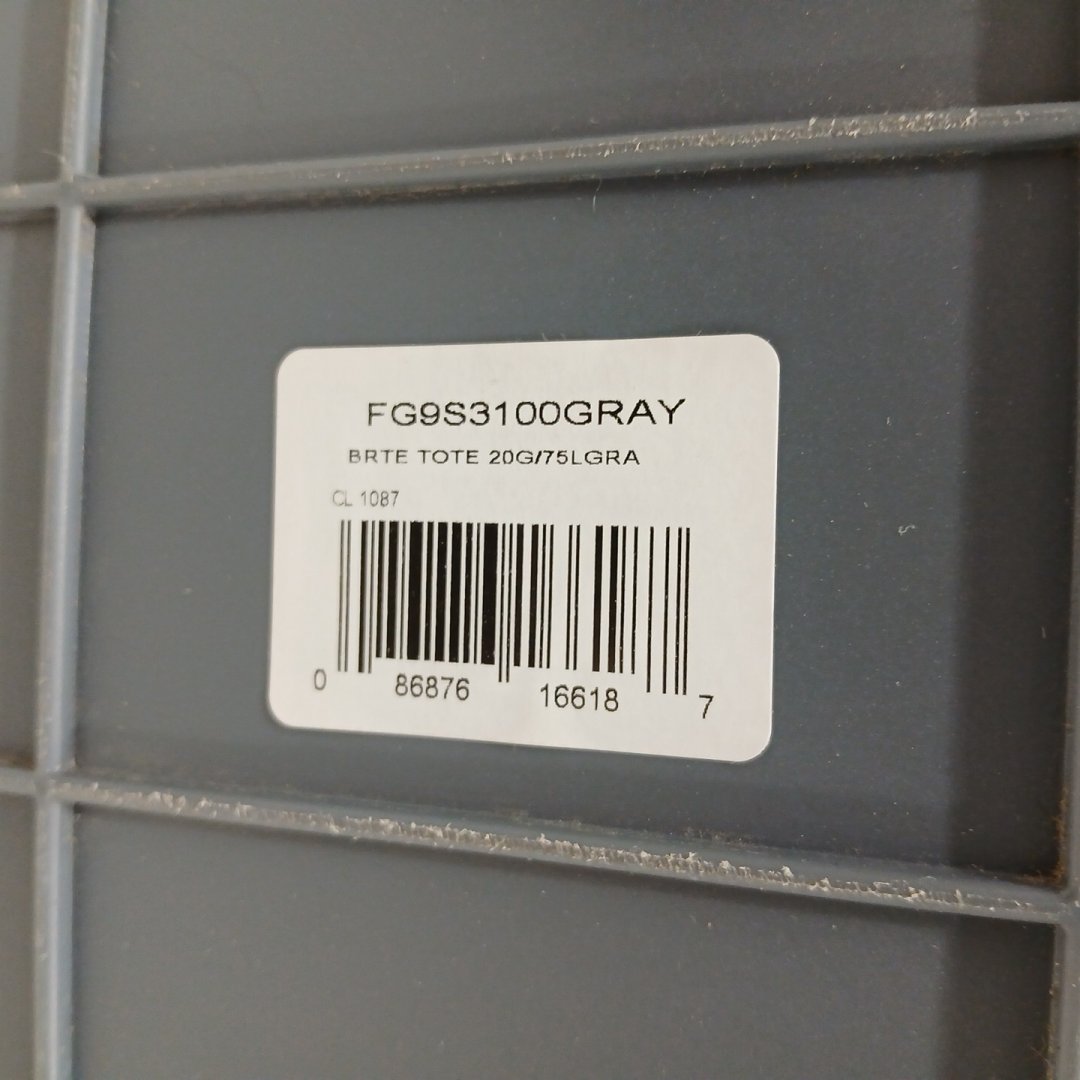 FG9S3100GRAY
BRTE TOTE 20G/75LGRA
CL 1087
0 86876 16618 7